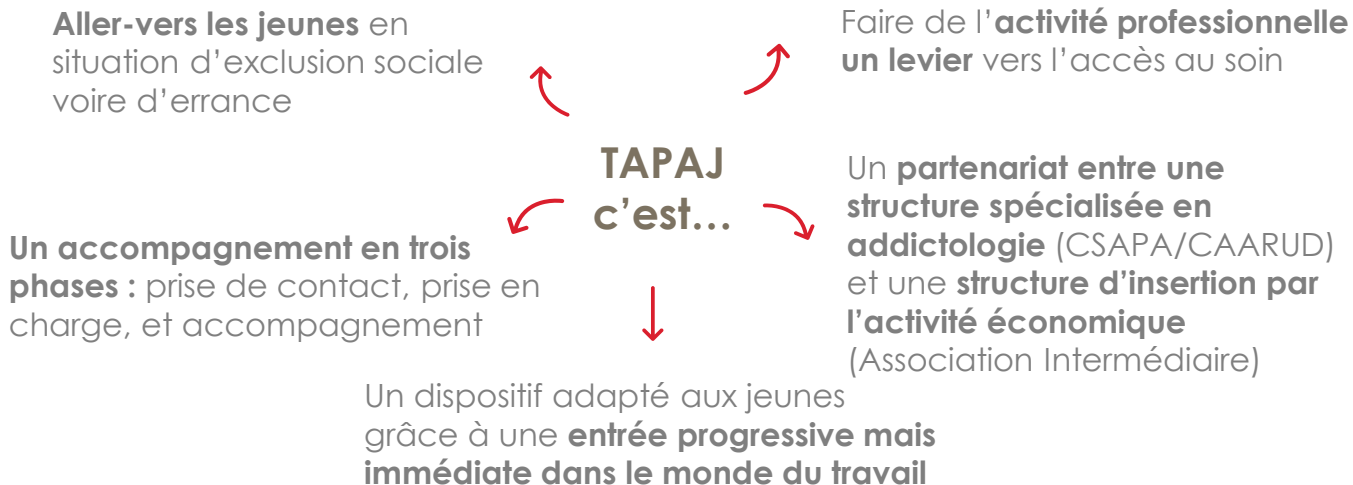 Aller-vers les jeunes en
situation d’exclusion sociale
voire d’errance
Faire de l’activité professionnelle
un levier vers l’accès au soin
TAPAJ
c’est…
Un partenariat entre une
structure spécialisée en
addictologie (CSAPA/CAARUD)
et une structure d’insertion par
l’activité économique
(Association Intermédiaire)
Un accompagnement en trois
phases : prise de contact, prise en
charge, et accompagnement
Un dispositif adapté aux jeunes
grâce à une entrée progressive mais
immédiate dans le monde du travail